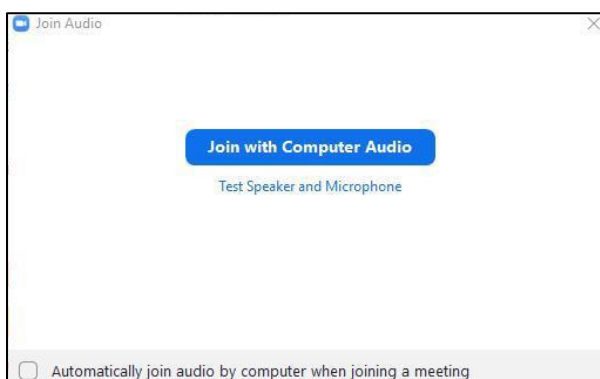 Join Audio
Join with Computer Audio
Test Speaker and Microphone
Automatically join audio by computer when joining a meeting